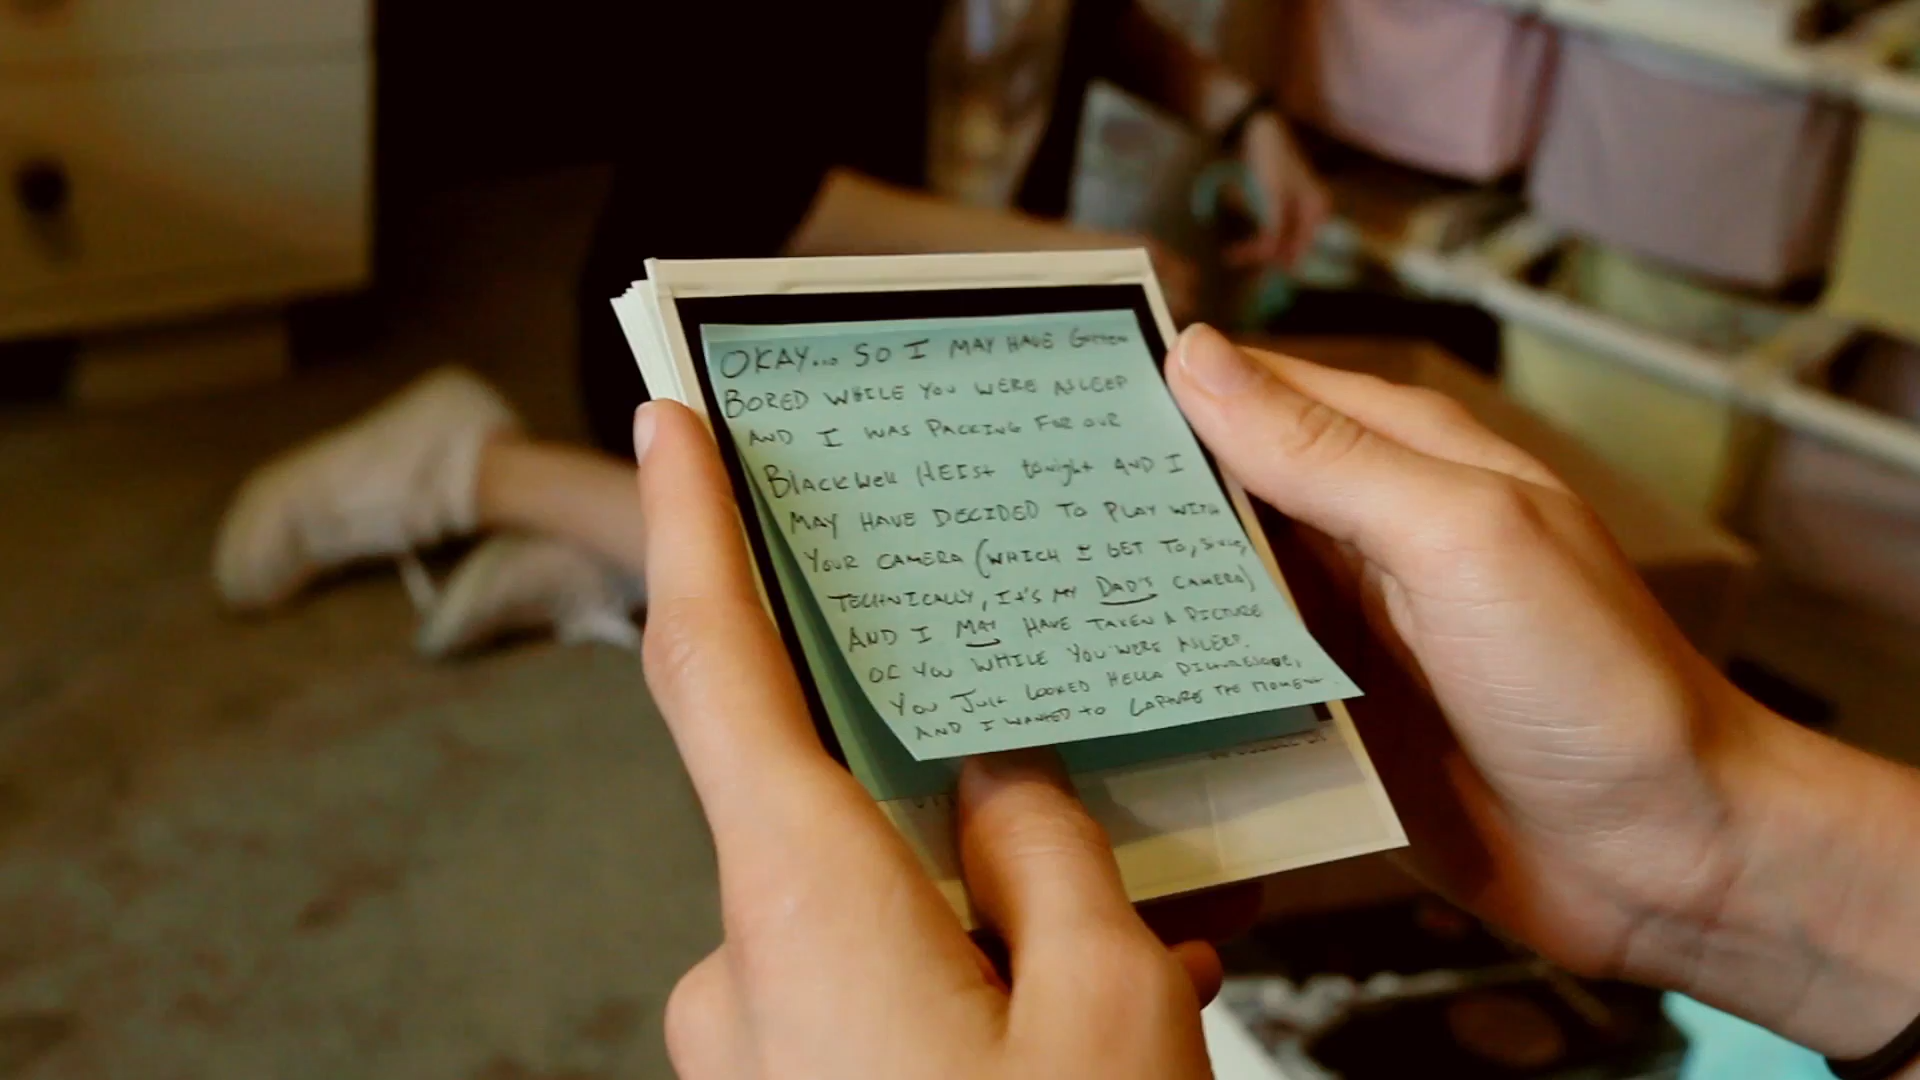 OKAY... SO I MAY HAVE GOTTEN
BORED WHILE YOU WERE ASLEEP
AND I WAS PACKING FOR OUR
BlackWell HEIST tonight AND I
MAY HAVE DECIDED TO PLAY WITH
YOUR CAMERA (WHICH I GET TO, SINCE,
TECHNICALLY, IT'S MY DAD'S CAMERA)
AND I MAY HAVE TAKEN A PICTURE
OF YOU WHILE YOU WERE ASLEEP.
YOU JUST LOOKED HELLA PICTURESQUE,
AND I WANTED TO CAPTURE THE MOMENT.